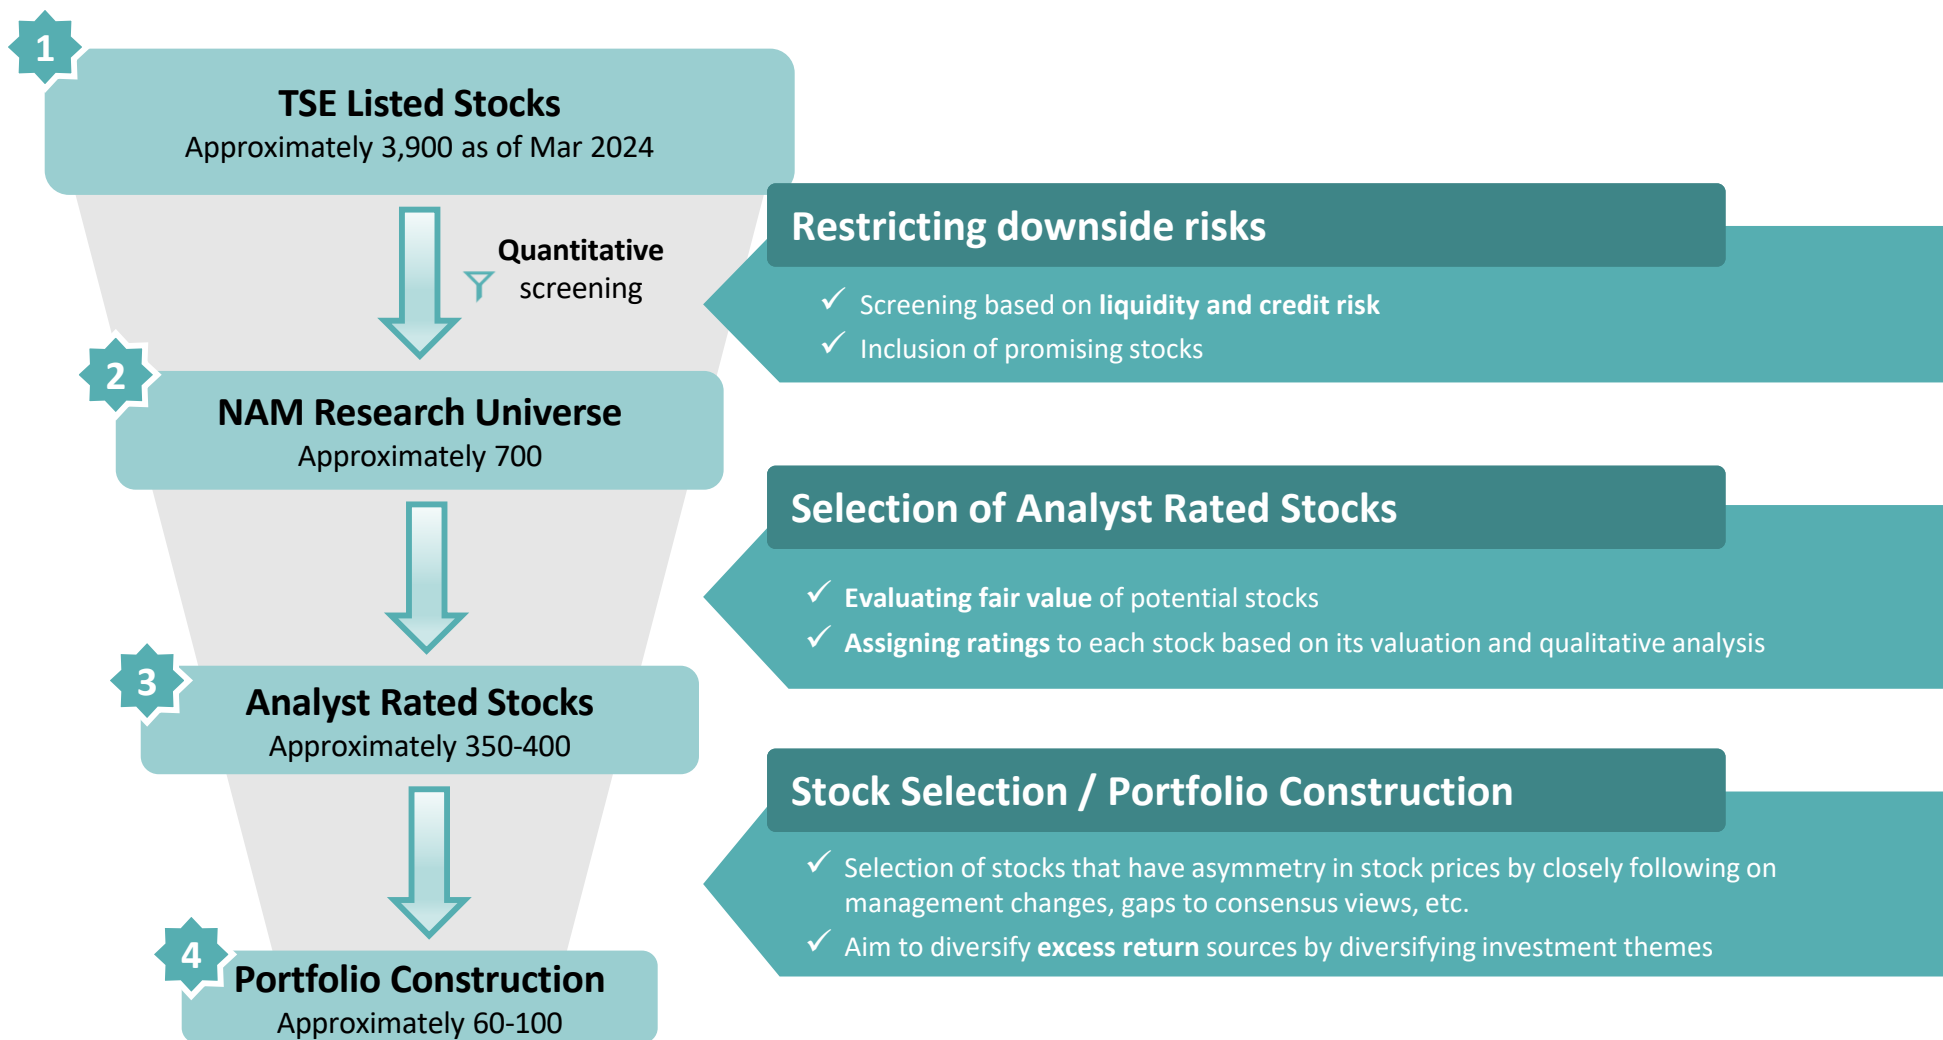 1
TSE Listed Stocks
Approximately 3,900 as of Mar 2024
Quantitative
screening
Restricting downside risks
✓ Screening based on liquidity and credit risk
✓ Inclusion of promising stocks
2
NAM Research Universe
Approximately 700
Selection of Analyst Rated Stocks
✓ Evaluating fair value of potential stocks
✓ Assigning ratings to each stock based on its valuation and qualitative analysis
3
Analyst Rated Stocks
Approximately 350-400
Stock Selection / Portfolio Construction
✓ Selection of stocks that have asymmetry in stock prices by closely following on
management changes, gaps to consensus views, etc.
✓ Aim to diversify excess return sources by diversifying investment themes
4
Portfolio Construction
Approximately 60-100